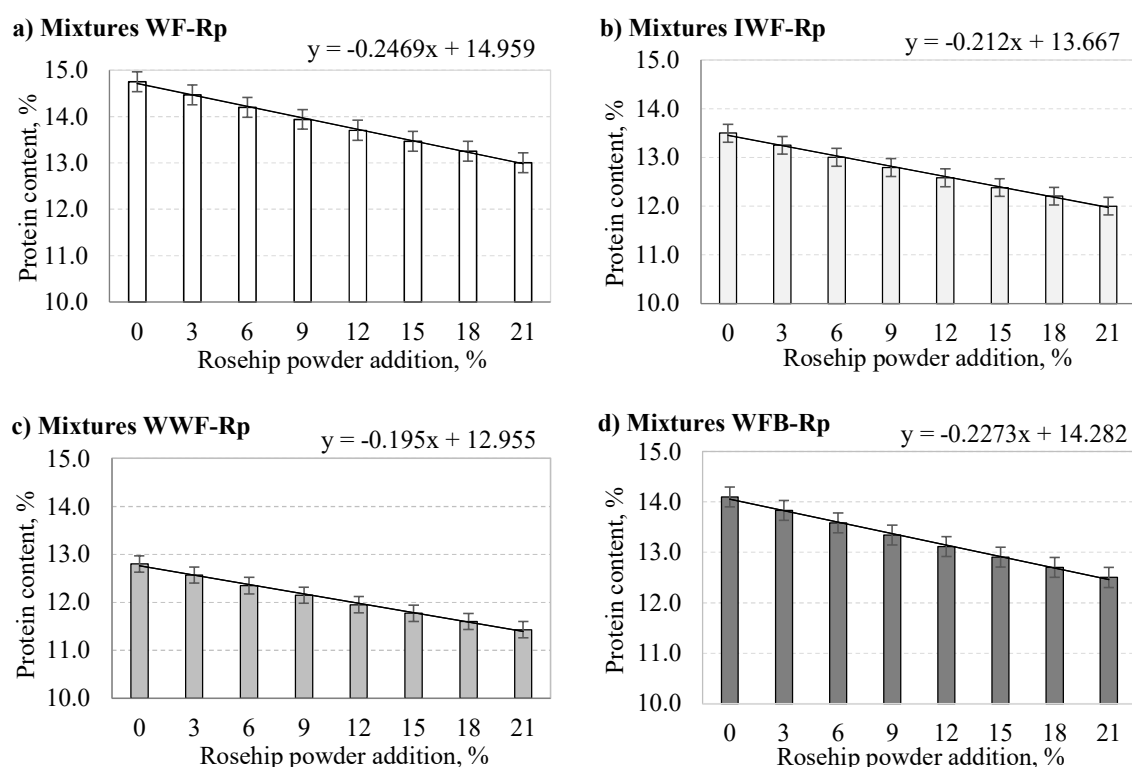 a) Mixtures WF-Rp
y = -0.2469x + 14.959
Protein content, %
15.0
14.0
13.0
12.0
11.0
10.0
0 3 6 9 12 15 18 21
Rosehip powder addition, %
b) Mixtures IWF-Rp
y = -0.212x + 13.667
Protein content, %
15.0
14.0
13.0
12.0
11.0
10.0
0 3 6 9 12 15 18 21
Rosehip powder addition, %
c) Mixtures WWF-Rp
y = -0.195x + 12.955
Protein content, %
15.0
14.0
13.0
12.0
11.0
10.0
0 3 6 9 12 15 18 21
Rosehip powder addition, %
d) Mixtures WFB-Rp
y = -0.2273x + 14.282
Protein content, %
15.0
14.0
13.0
12.0
11.0
10.0
0 3 6 9 12 15 18 21
Rosehip powder addition, %